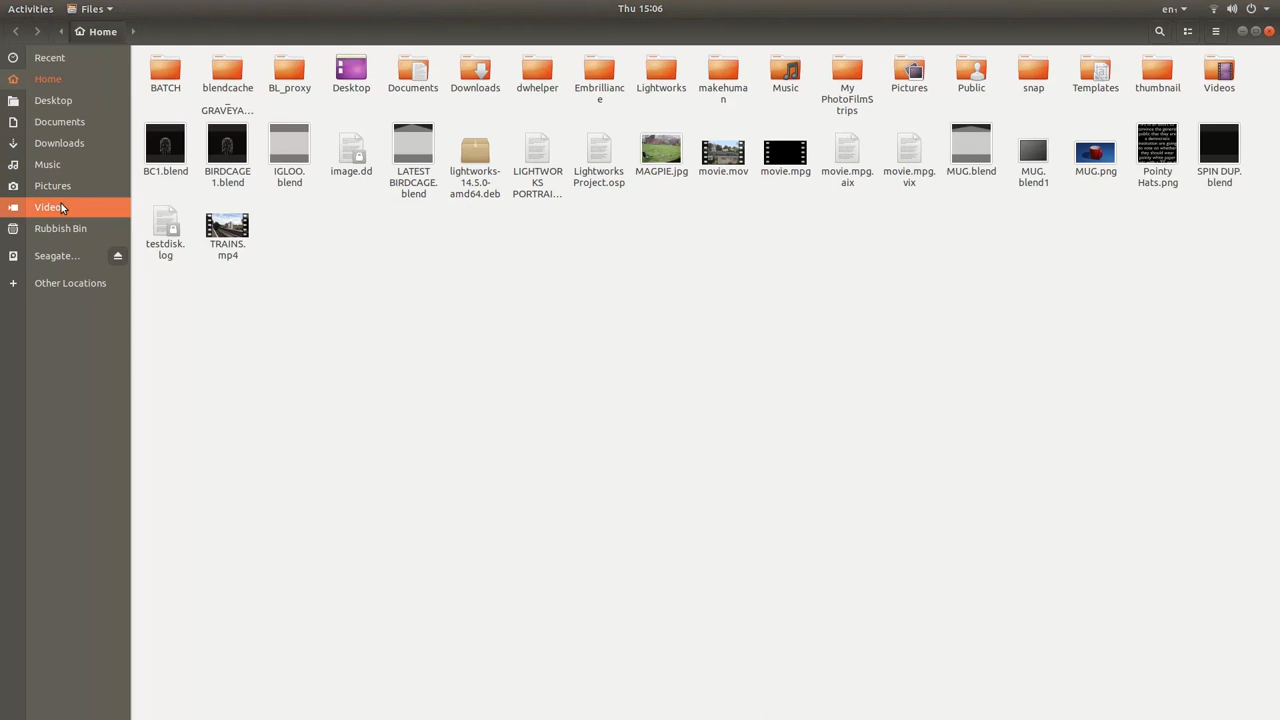 Activities
Files
Thu 15:06
en₁
Home
Recent
Home
Desktop
Documents
Downloads
Music
Pictures
Video
Rubbish Bin
Seagate…
Other Locations
BATCH
blendcache
_
GRAVEYA…
BL_proxy
Desktop
Documents
Downloads
dwhelper
Embrillianc
e
Lightworks
makehuma
n
Music
My
PhotoFilmS
trips
Pictures
Public
snap
Templates
thumbnail
Videos
BC1.blend
BIRDCAGE
1.blend
IGLOO.
blend
image.dd
LATEST
BIRDCAGE.
blend
lightworks-
14.5.0-
amd64.deb
LIGHTWOR
KS
PORTRAI…
Lightworks
Project.osp
MAGPIE.jpg
movie.mov
movie.mpg
movie.mpg.
aix
movie.mpg.
vix
MUG.blend
MUG.
blend1
MUG.png
Pointy
Hats.png
SPIN DUP.
blend
testdisk.
log
TRAINS.
mp4